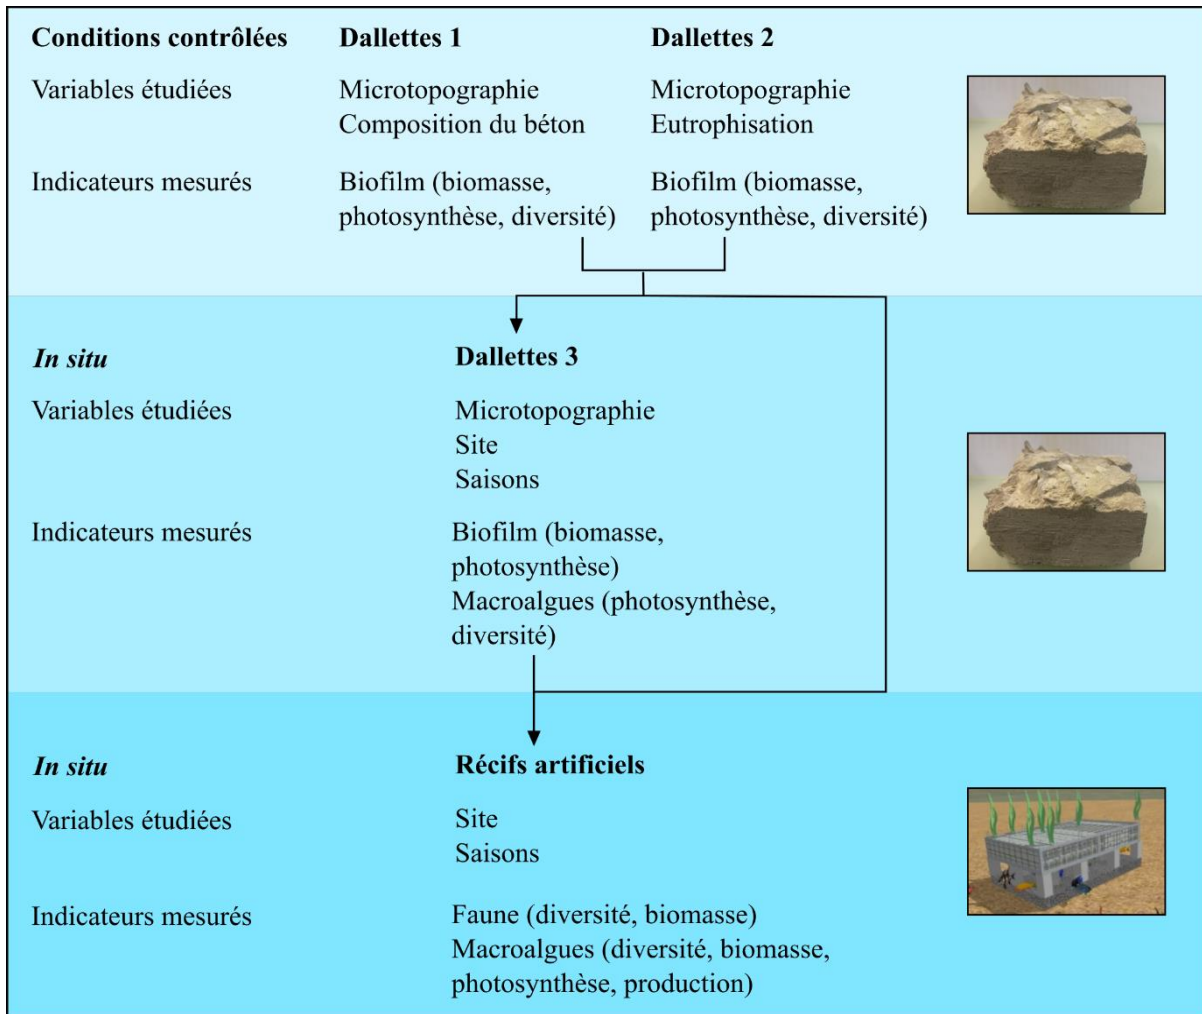 Conditions contrôlées Dallettes 1 Dallettes 2
Variables étudiées Microtopographie Microtopographie
Composition du béton Eutrophisation
Indicateurs mesurés Biofilm (biomasse, Biofilm (biomasse,
photosynthèse, diversité) photosynthèse, diversité)
In situ Dallettes 3
Variables étudiées Microtopographie
Site
Saisons
Indicateurs mesurés Biofilm (biomasse,
photosynthèse)
Macroalgues (photosynthèse,
diversité)
In situ Récifs artificiels
Variables étudiées Site
Saisons
Indicateurs mesurés Faune (diversité, biomasse)
Macroalgues (diversité, biomasse,
photosynthèse, production)